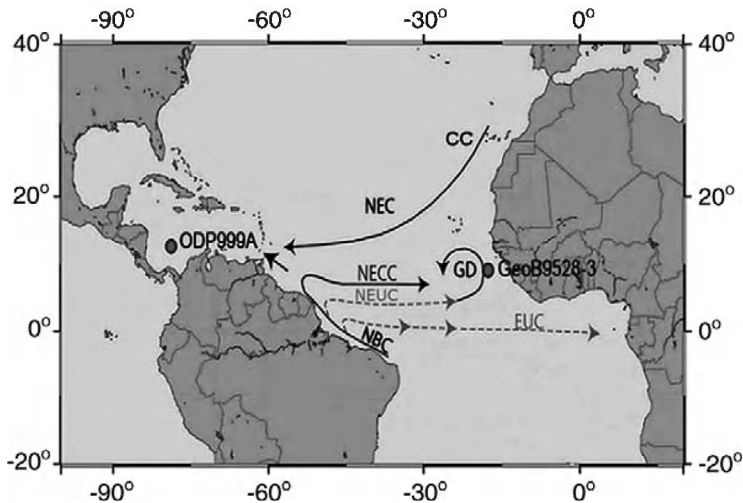 -90° -60° -30° 0°
40° 40°
CC
20° 20°
NEC
ODP999A
NECC GD GeoB9528-3
NEUC
0° EUC 0°
NBC
-20° -20°
-90° -60° -30° -0°